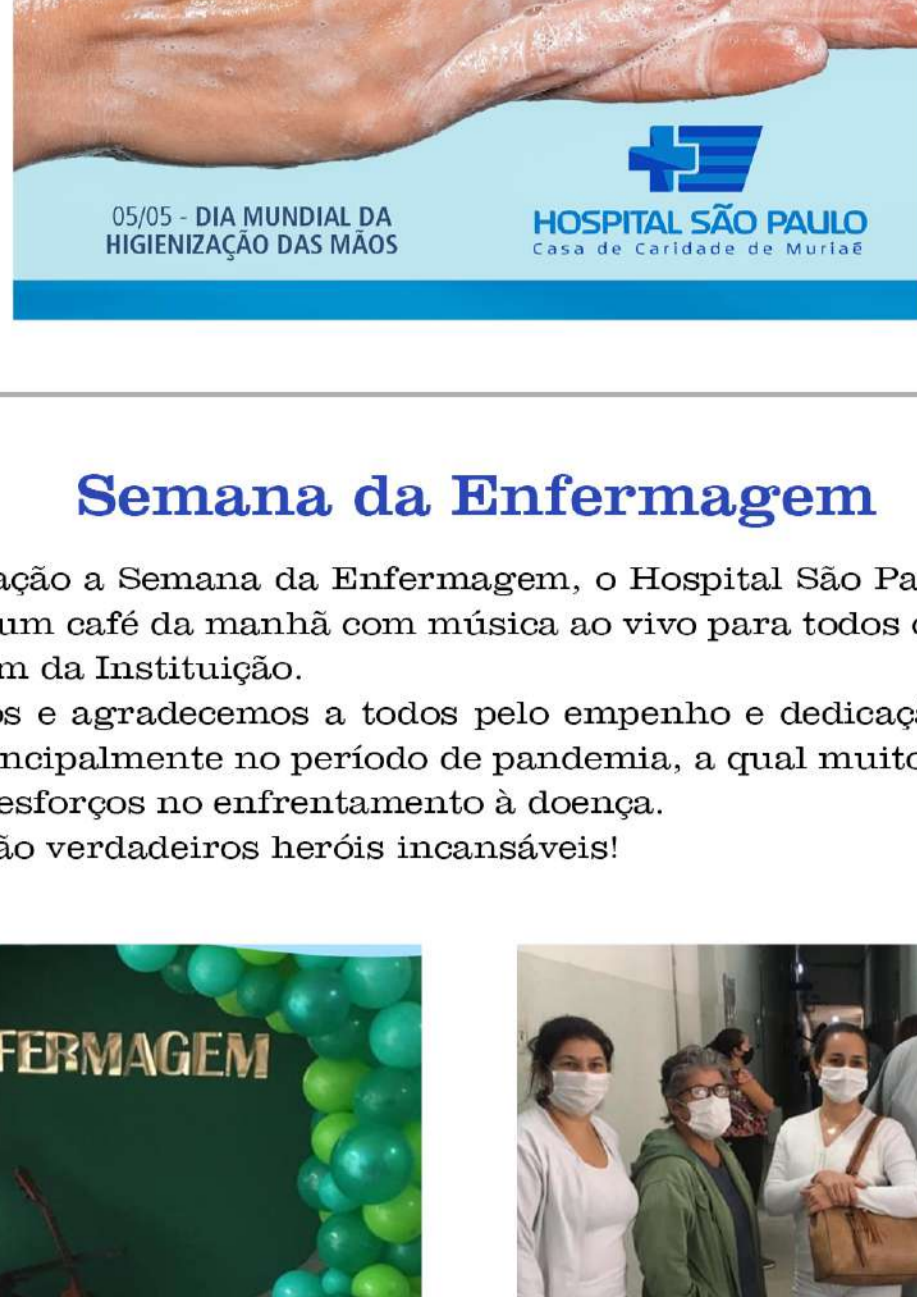 05/05 - DIA MUNDIAL DA
HIGIENIZAÇÃO DAS MÃOS
HOSPITAL SÃO PAULO
Casa de Caridade de Muriaé
Semana da Enfermagem
ação a Semana da Enfermagem, o Hospital São Pa
um café da manhã com música ao vivo para todos
m da Instituição.
os e agradecemos a todos pelo empenho e dedicaç
ncipalmente no período de pandemia, a qual muito
esforços no enfrentamento à doença.
ão verdadeiros heróis incansáveis!
FERMAGEM